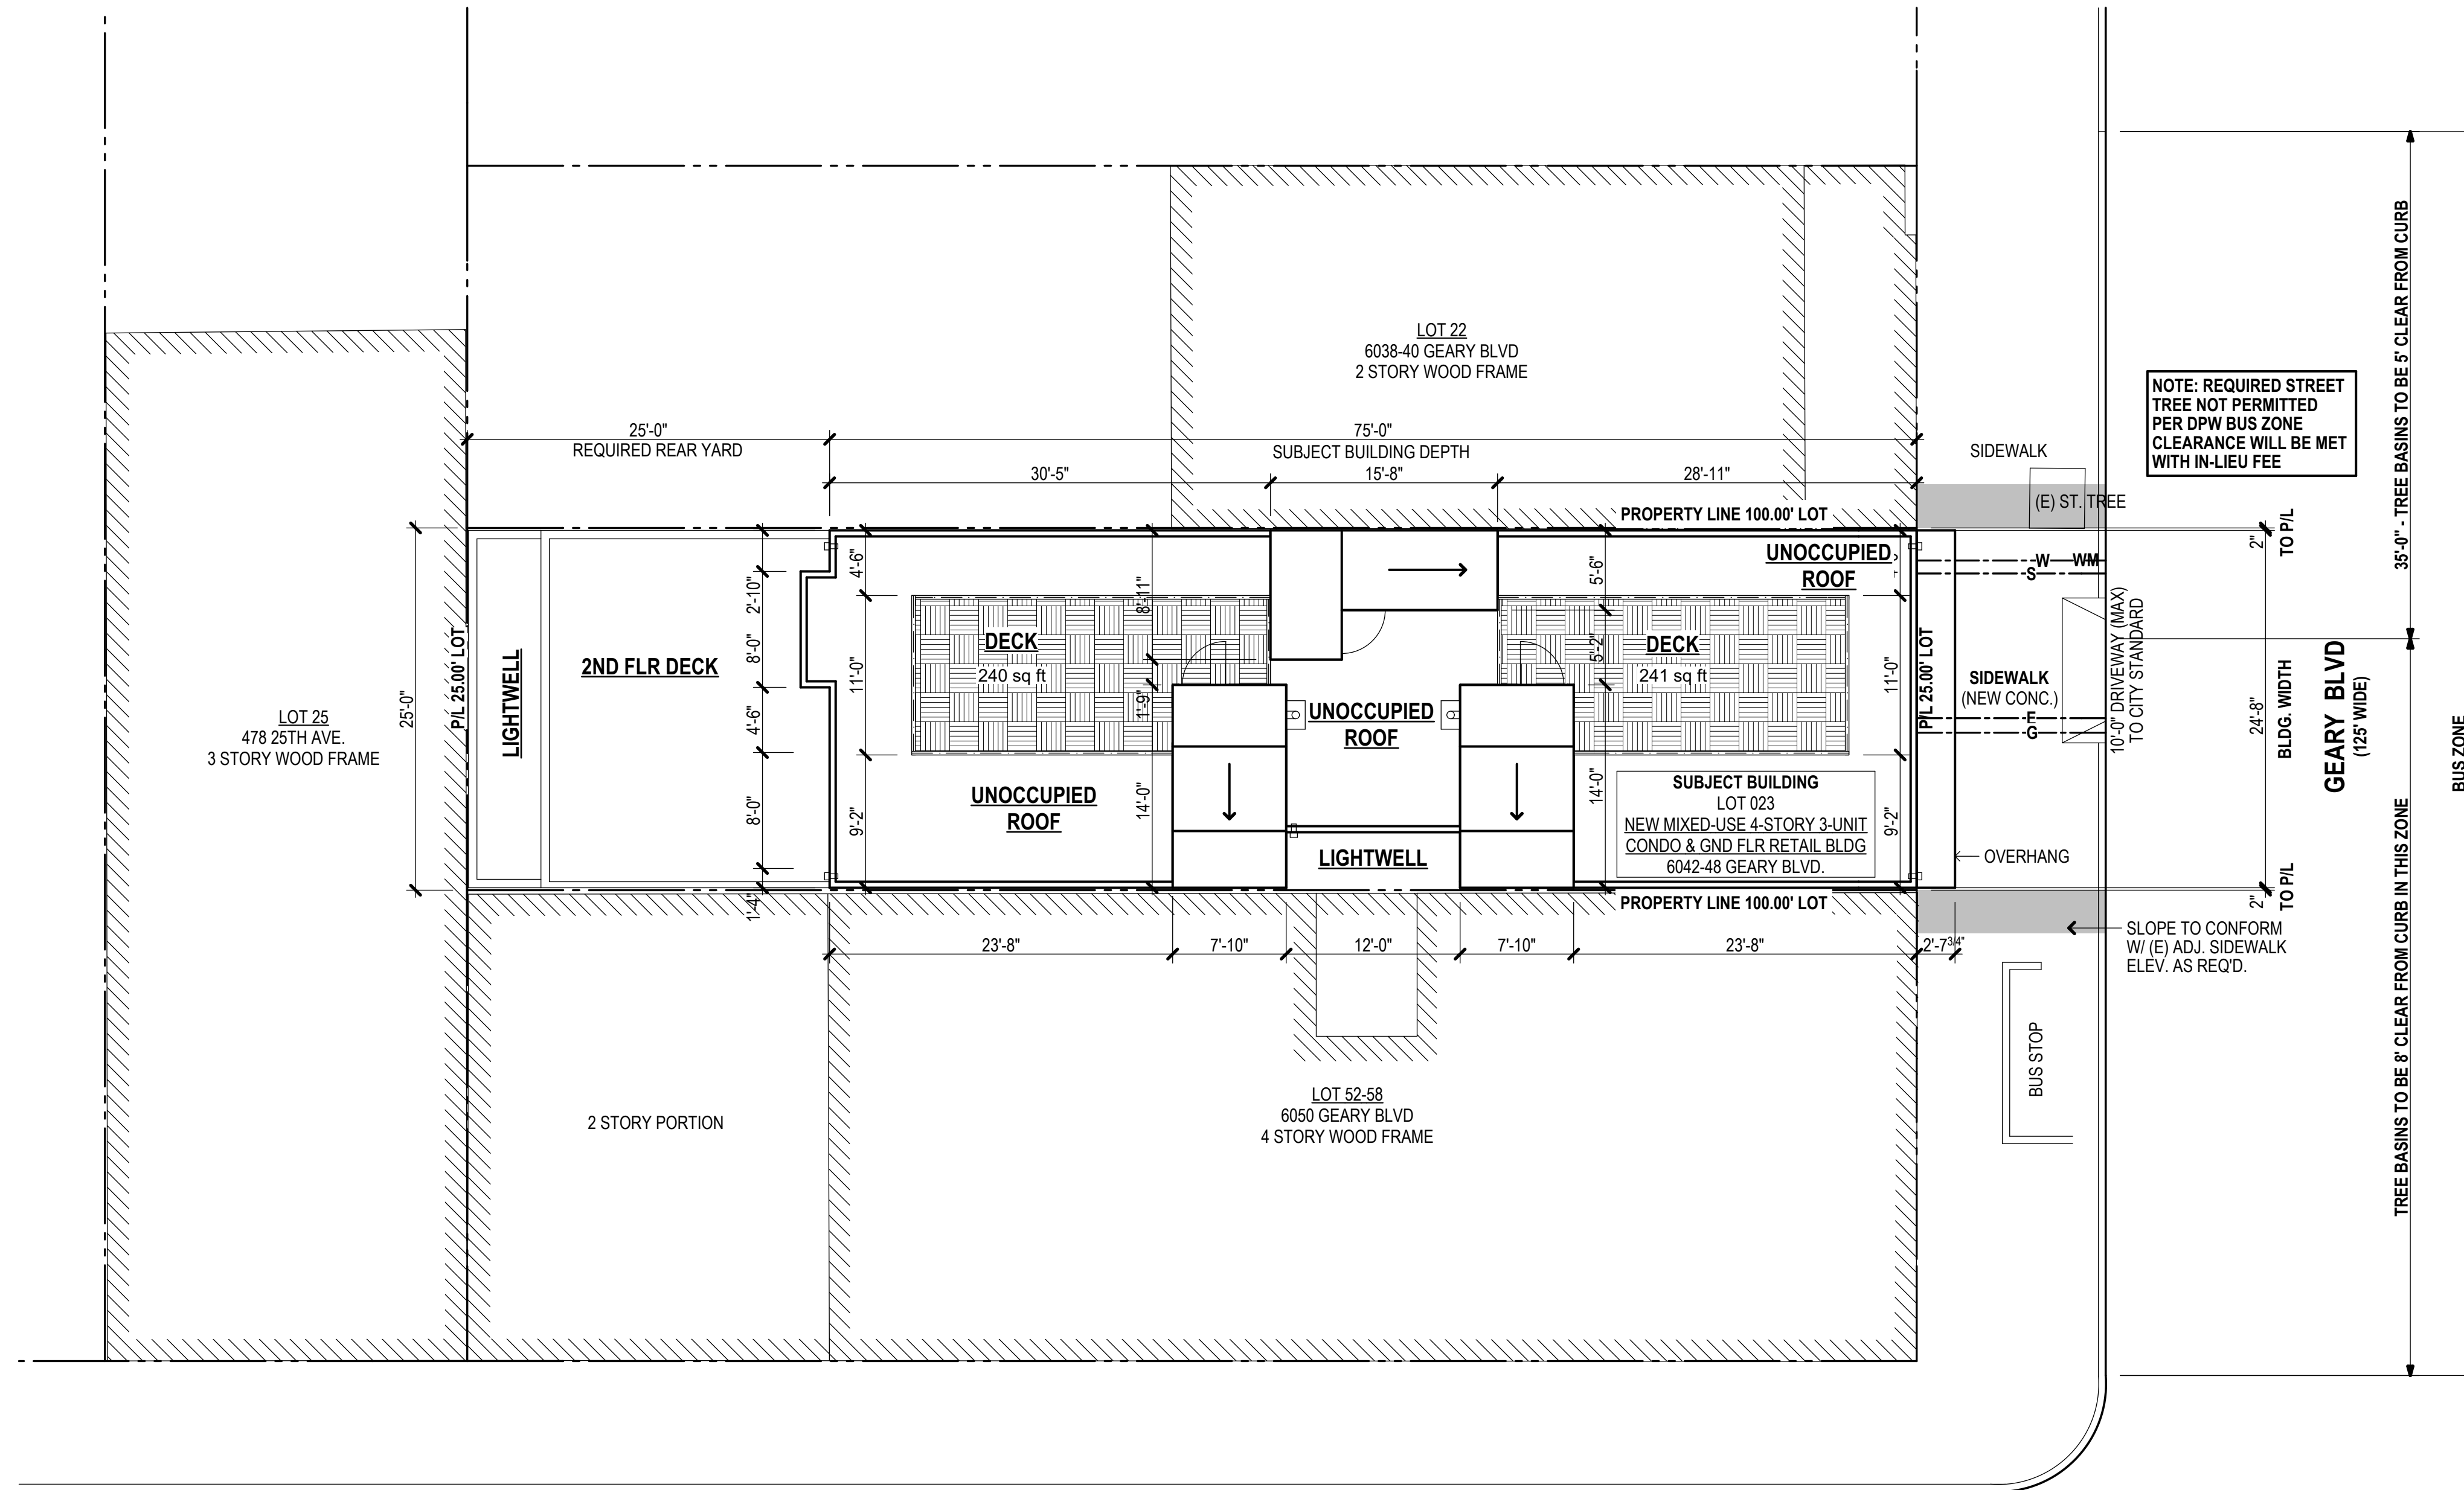 LOT 22
6038-40 GEARY BLVD
2 STORY WOOD FRAME
35'-0" - TREE BASINS TO BE 5' CLEAR FROM CURB
NOTE: REQUIRED STREET
TREE NOT PERMITTED
PER DPW BUS ZONE
CLEARANCE WILL BE MET
WITH IN-LIEU FEE
25'-0"
REQUIRED REAR YARD
75'-0"
SUBJECT BUILDING DEPTH
30'-5"
15'-8"
28'-11"
SIDEWALK
(E) ST. TREE
PROPERTY LINE 100.00' LOT
2"
TO P/L
UNOCCUPIED
ROOF
W
WM
S
4'-6"
8'-11"
5'-6"
2'-10"
8'-0"
4'-6"
8'-0"
1'-4"
25'-0"
P/L 25.00' LOT
LIGHTWELL
2ND FLR DECK
11'-0"
9'-2"
DECK
240 sq ft
1'-9"
14'-0"
5'-2"
14'-0"
DECK
241 sq ft
11'-0"
9'-2"
P/L 25.00' LOT
SIDEWALK
(NEW CONC.)
E
G
10'-0" DRIVEWAY (MAX)
TO CITY STANDARD
24'-8"
BLDG. WIDTH
GEARY BLVD
(125' WIDE)
BUS ZONE
LOT 25
478 25TH AVE.
3 STORY WOOD FRAME
UNOCCUPIED
ROOF
UNOCCUPIED
ROOF
LIGHTWELL
SUBJECT BUILDING
LOT 023
NEW MIXED-USE 4-STORY 3-UNIT
CONDO & GND FLR RETAIL BLDG
6042-48 GEARY BLVD.
OVERHANG
PROPERTY LINE 100.00' LOT
2"
TO P/L
SLOPE TO CONFORM
W/ (E) ADJ. SIDEWALK
ELEV. AS REQ'D.
23'-8"
7'-10"
12'-0"
7'-10"
23'-8"
2'-7 3/4"
TREE BASINS TO BE 8' CLEAR FROM CURB IN THIS ZONE
BUS STOP
2 STORY PORTION
LOT 52-58
6050 GEARY BLVD
4 STORY WOOD FRAME